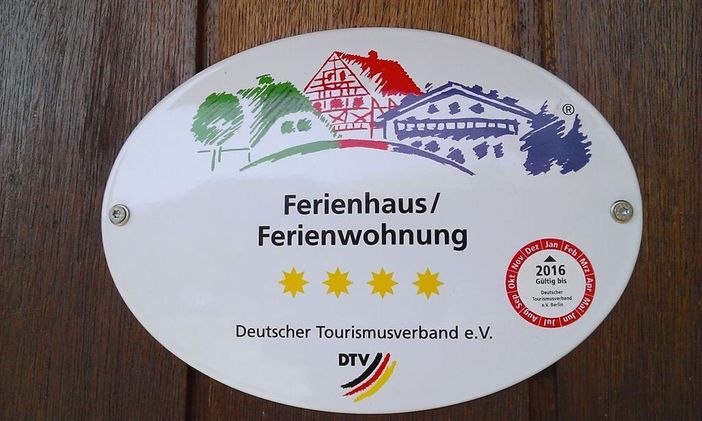 ®
Ferienhaus/
Ferienwohnung
Deutscher Tourismusverband e.V.
DTV
Jan Feb Mrz Apr Mai Jun Jul Aug Sep Okt Nov Dez
2016
Gültig bis
Deutscher
Tourismusverband
e.V. Berlin